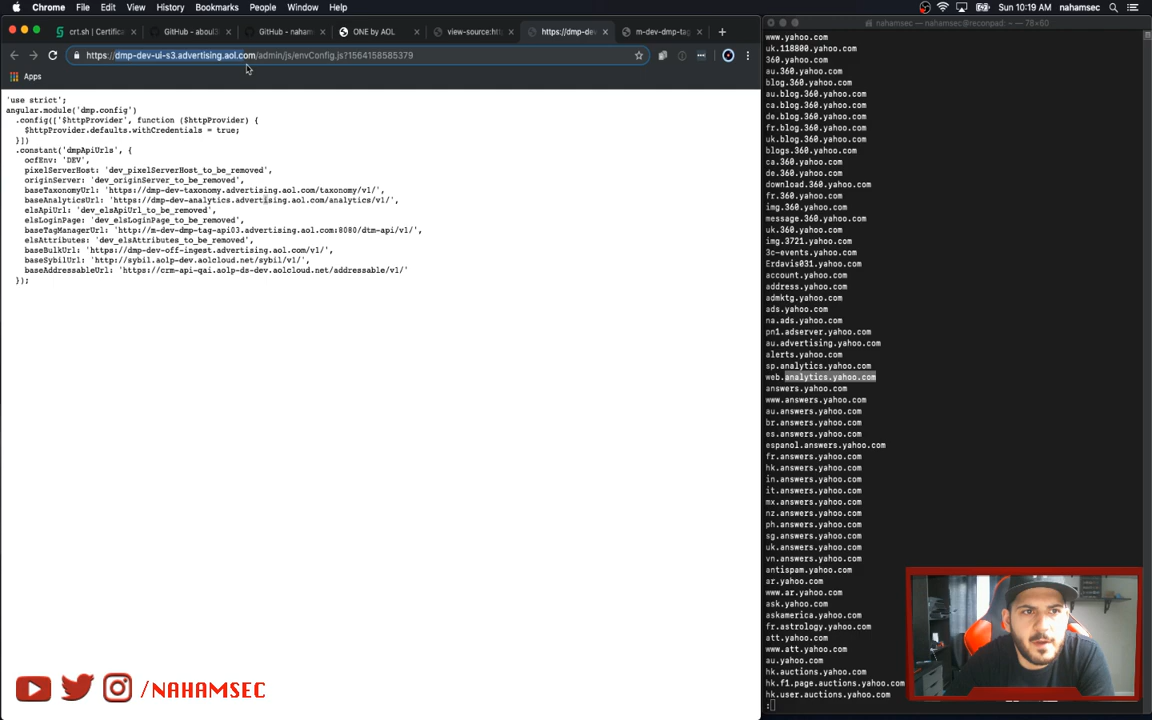 Chrome File Edit View History Bookmarks People Window Help
Sun 10:19 AM nahamsec
crt.sh | Certifica
GitHub - aboul3
GitHub - naham
ONE by AOL
view-source:htt
https://dmp-dev
m-dev-dmp-tag
nahamsec — nahamsec@reconpad: ~ — 78×60
https://dmp-dev-ui-s3.advertising.aol.com/admin/js/envConfig.js?1564158585379
Apps
'use strict';
angular.module('dmp.config')
.config(['$httpProvider', function ($httpProvider) {
$httpProvider.defaults.withCredentials = true;
}])
.constant('dmpApiUrls', {
ocfEnv: 'DEV',
pixelServerHost: 'dev_pixelServerHost_to_be_removed',
originServer: 'dev_originServer_to_be_removed',
baseTaxonomyUrl: 'https://dmp-dev-taxonomy.advertising.aol.com/taxonomy/v1/',
baseAnalyticsUrl: 'https://dmp-dev-analytics.advertising.aol.com/analytics/v1/',
elsApiUrl: 'dev_elsApiUrl_to_be_removed',
elsLoginPage: 'dev_elsLoginPage_to_be_removed',
baseTagManagerUrl: 'http://m-dev-dmp-tag-api03.advertising.aol.com:8080/dtm-api/v1/',
elsAttributes: 'dev_elsAttributes_to_be_removed',
baseBulkUrl: 'https://dmp-dev-off-ingest.advertising.aol.com/v1/',
baseSybilUrl: 'http://sybil.aolp-dev.aolcloud.net/sybil/v1/',
baseAddressableUrl: 'https://crm-api-qai.aolp-ds-dev.aolcloud.net/addressable/v1/'
});
www.yahoo.com
uk.118800.yahoo.com
360.yahoo.com
au.360.yahoo.com
blog.360.yahoo.com
au.blog.360.yahoo.com
ca.blog.360.yahoo.com
de.blog.360.yahoo.com
fr.blog.360.yahoo.com
uk.blog.360.yahoo.com
blogs.360.yahoo.com
ca.360.yahoo.com
de.360.yahoo.com
download.360.yahoo.com
fr.360.yahoo.com
img.360.yahoo.com
message.360.yahoo.com
uk.360.yahoo.com
img.3721.yahoo.com
3c-events.yahoo.com
Erdavis031.yahoo.com
account.yahoo.com
address.yahoo.com
admktg.yahoo.com
ads.yahoo.com
na.ads.yahoo.com
pn1.adserver.yahoo.com
au.advertising.yahoo.com
alerts.yahoo.com
sp.analytics.yahoo.com
web.analytics.yahoo.com
answers.yahoo.com
www.answers.yahoo.com
au.answers.yahoo.com
br.answers.yahoo.com
es.answers.yahoo.com
espanol.answers.yahoo.com
fr.answers.yahoo.com
hk.answers.yahoo.com
in.answers.yahoo.com
it.answers.yahoo.com
mx.answers.yahoo.com
nz.answers.yahoo.com
ph.answers.yahoo.com
sg.answers.yahoo.com
uk.answers.yahoo.com
vn.answers.yahoo.com
antispam.yahoo.com
ar.yahoo.com
www.ar.yahoo.com
ask.yahoo.com
askamerica.yahoo.com
fr.astrology.yahoo.com
att.yahoo.com
www.att.yahoo.com
au.yahoo.com
hk.auctions.yahoo.com
hk.f1.page.auctions.yahoo.com
hk.user.auctions.yahoo.com
:
/NAHAMSEC